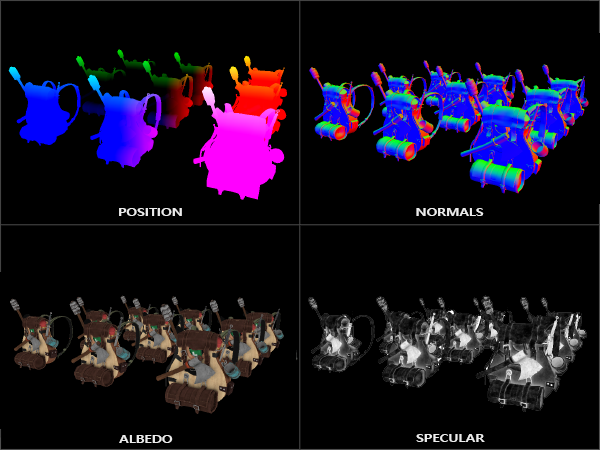 POSITION
NORMALS
ALBEDO
SPECULAR